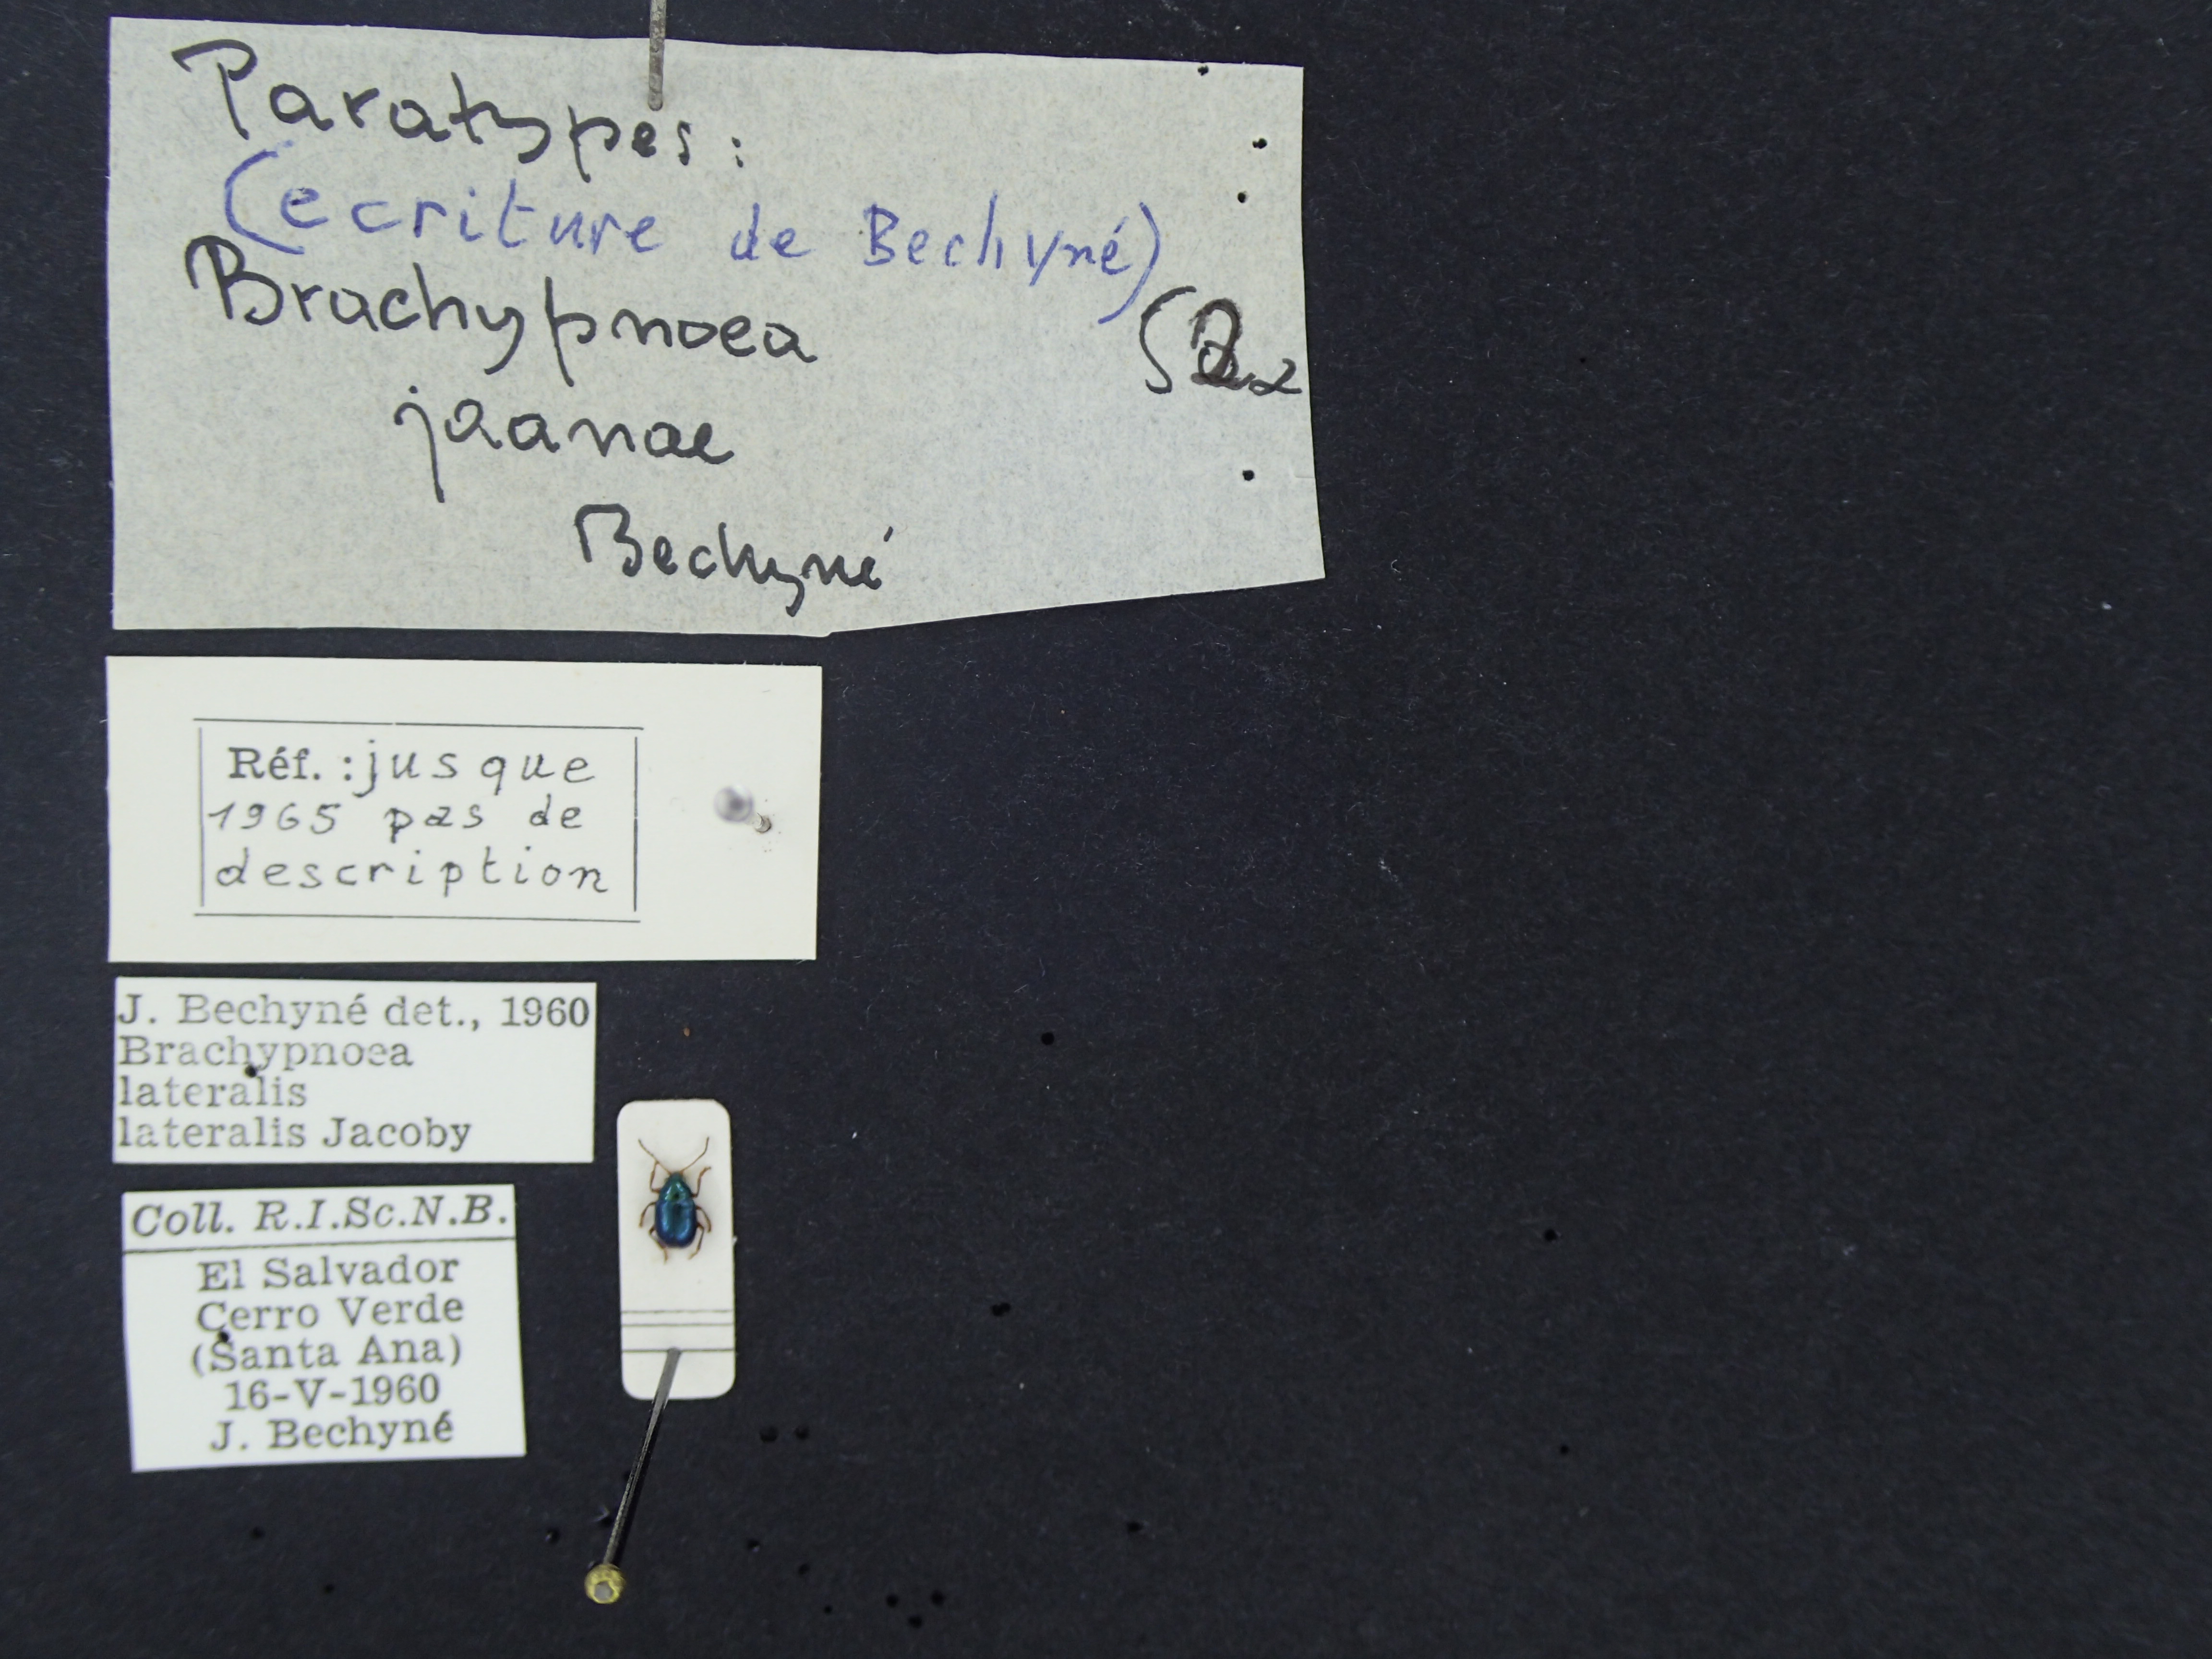 Paratypes:
(ecriture de Bechyné)
Brachypnoea
jaanae
Bechyné
Réf.: jusque
1965 pas de
description
J. Bechyné det., 1960
Brachypnoea
lateralis
lateralis Jacoby
Coll. R.I.Sc.N.B.
El Salvador
Cerro Verde
(Santa Ana)
16-V-1960
J. Bechyné